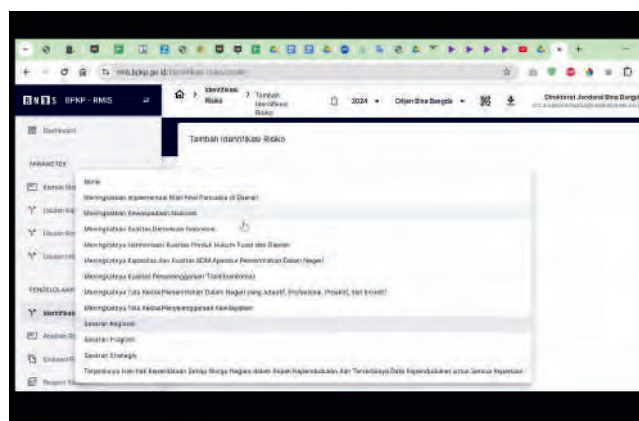 rmis.bpkp.go.id/
BPKP - RMIS
Identifikasi Risiko
Tambah Identifikasi Risiko
2024
Ditjen Bina Bangda
Direktorat Jenderal Bina Bangda
Dashboard
Tambah Identifikasi Risiko
PARAMETER
None
Meningkatkan Implementasi Nilai-Nilai Pancasila di Daerah
Meningkatkan Kewaspadaan Nasional
Meningkatkan Kualitas Demokrasi Indonesia
Meningkatnya Harmonisasi Kualitas Produk Hukum Pusat dan Daerah
Meningkatnya Kapasitas dan Kualitas SDM Aparatur Pemerintahan Dalam Negeri
Meningkatnya Kualitas Penyelenggaraan Trantibumlinmas
Meningkatnya Tata Kelola Pemerintahan Dalam Negeri yang Adaptif, Profesional, Proaktif, dan Inovatif
Meningkatnya Tata Kelola Penyelenggaraan Kewilayahan
Sasaran Kegiatan
Sasaran Program
Sasaran Strategis
Terpenuhinya Hak-Hak Keperdataan Setiap Warga Negara dalam Aspek Kependudukan dan Tersedianya Data Kependudukan untuk Semua Keperluan
PENGELOLAAN